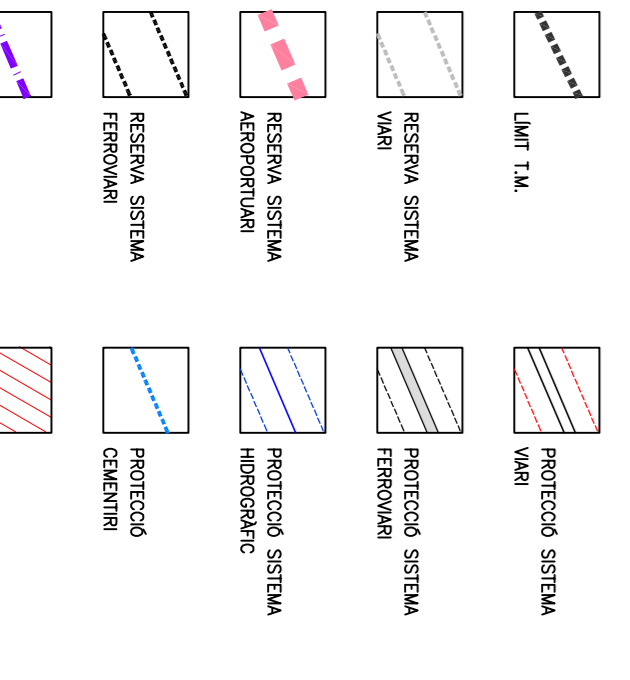 LÍMIT T.M.
RESERVA SISTEMA
VIARI
RESERVA SISTEMA
AEROPORTUARI
RESERVA SISTEMA
FERROVIARI
PROTECCIÓ SISTEMA
VIARI
PROTECCIÓ SISTEMA
FERROVIARI
PROTECCIÓ SISTEMA
HIDROGRÀFIC
PROTECCIÓ
CEMENTIRI